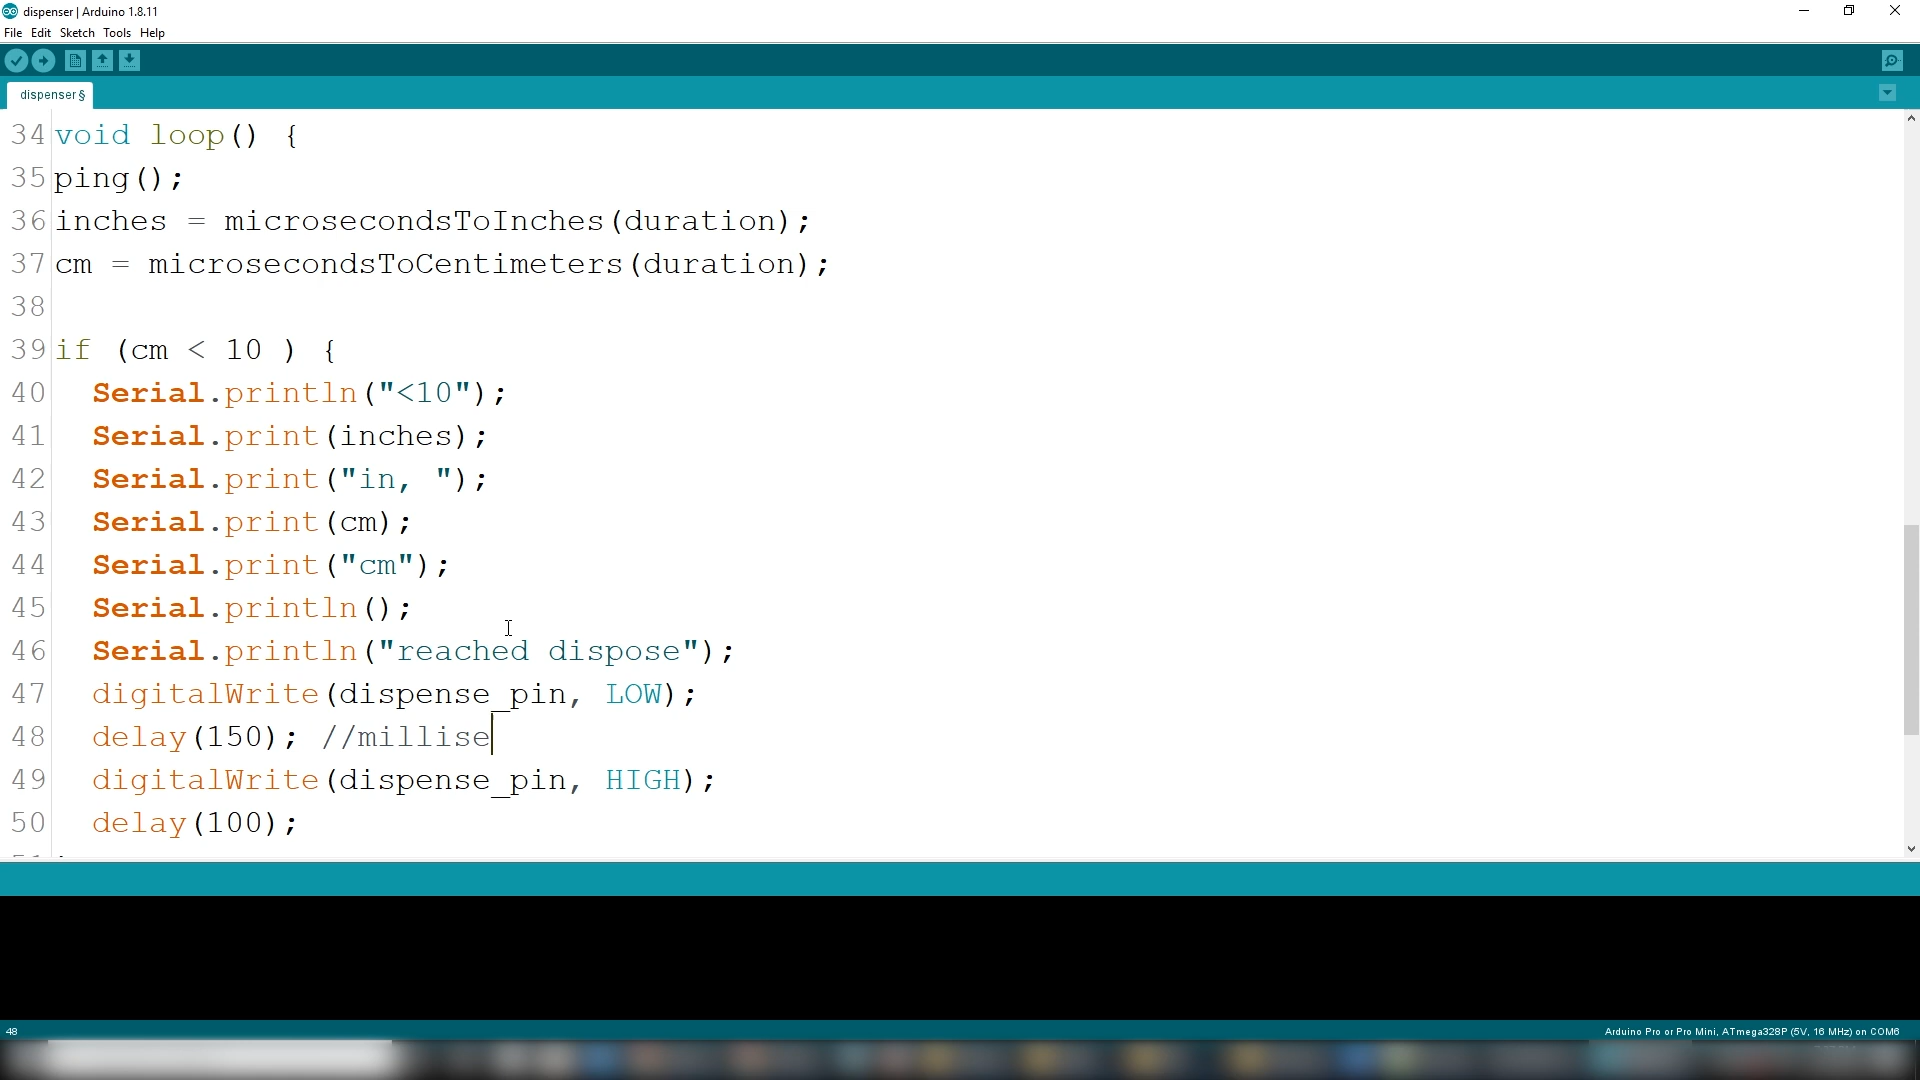 dispenser | Arduino 1.8.11
File Edit Sketch Tools Help
dispenser §
34 void loop() {
35 ping();
36 inches = microsecondsToInches(duration);
37 cm = microsecondsToCentimeters(duration);
38
39 if (cm < 10 ) {
40 Serial.println("<10");
41 Serial.print(inches);
42 Serial.print("in, ");
43 Serial.print(cm);
44 Serial.print("cm");
45 Serial.println();
46 Serial.println("reached dispose");
47 digitalWrite(dispense_pin, LOW);
48 delay(150); //millise
49 digitalWrite(dispense_pin, HIGH);
50 delay(100);
48
Arduino Pro or Pro Mini, ATmega328P (5V, 16 MHz) on COM6